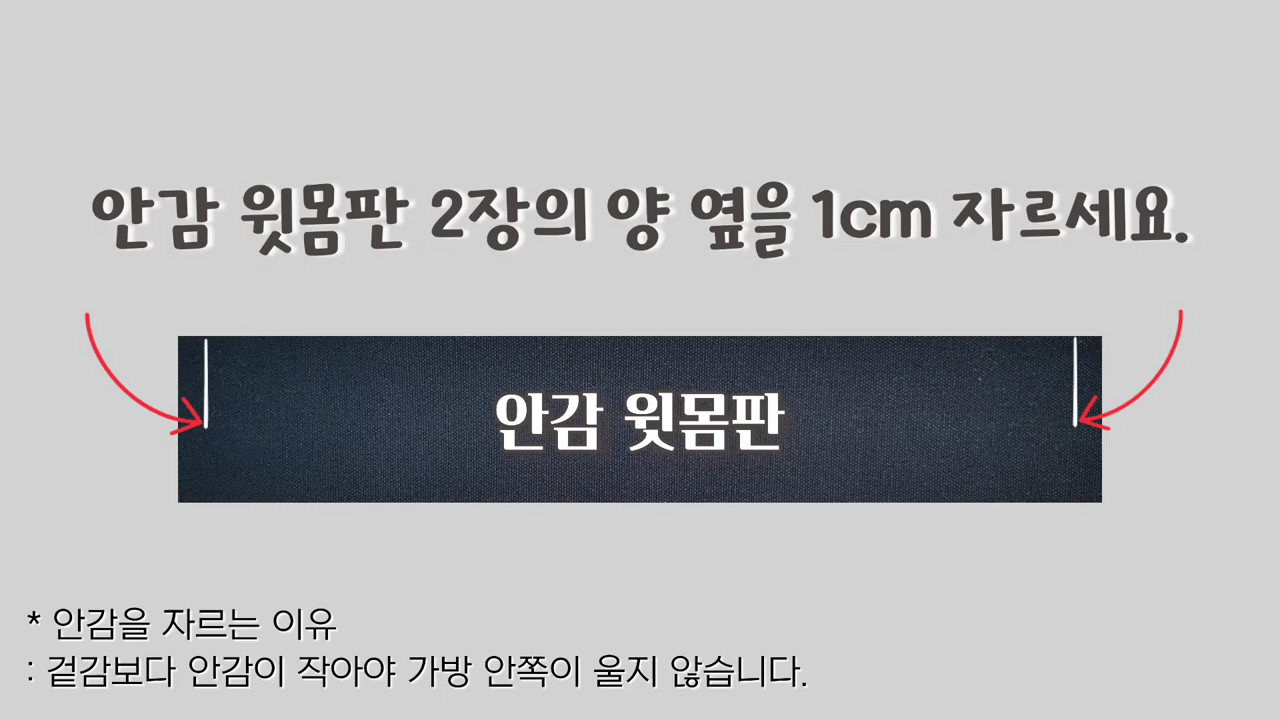 안감 윗몸판 2장의 양 옆을 1cm 자르세요.
안감 윗몸판
* 안감을 자르는 이유
: 겉감보다 안감이 작아야 가방 안쪽이 울지 않습니다.